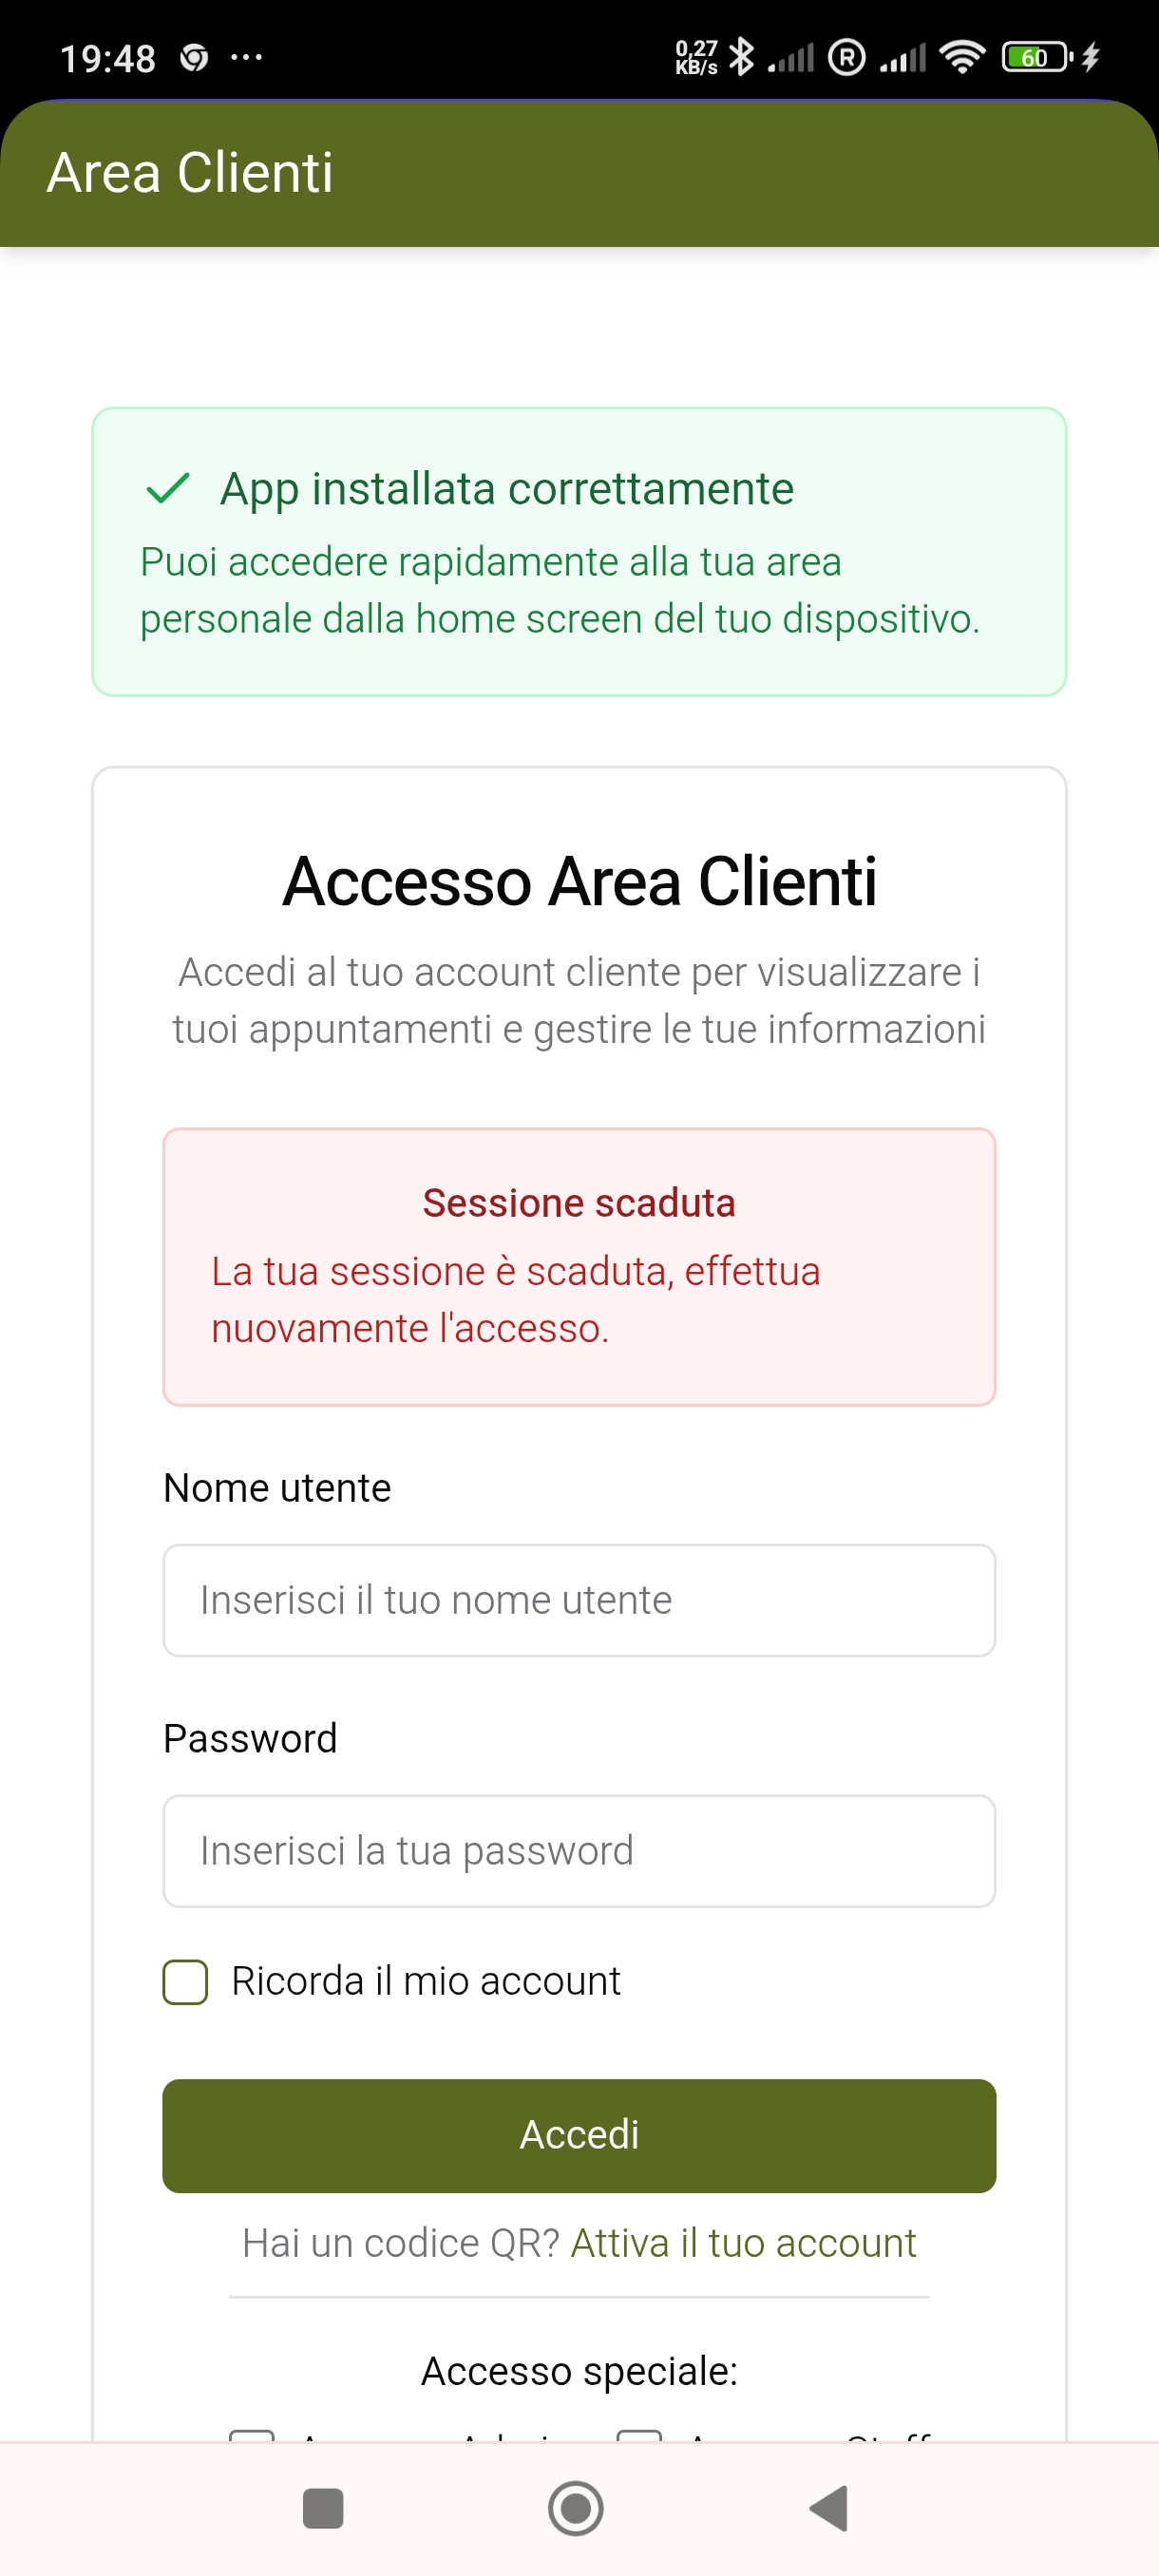 19:48 ... 0,27 KB/s R 60
Area Clienti
App installata correttamente
Puoi accedere rapidamente alla tua area
personale dalla home screen del tuo dispositivo.
Accesso Area Clienti
Accedi al tuo account cliente per visualizzare i
tuoi appuntamenti e gestire le tue informazioni
Sessione scaduta
La tua sessione è scaduta, effettua
nuovamente l'accesso.
Nome utente
Inserisci il tuo nome utente
Password
Inserisci la tua password
Ricorda il mio account
Accedi
Hai un codice QR? Attiva il tuo account
Accesso speciale: